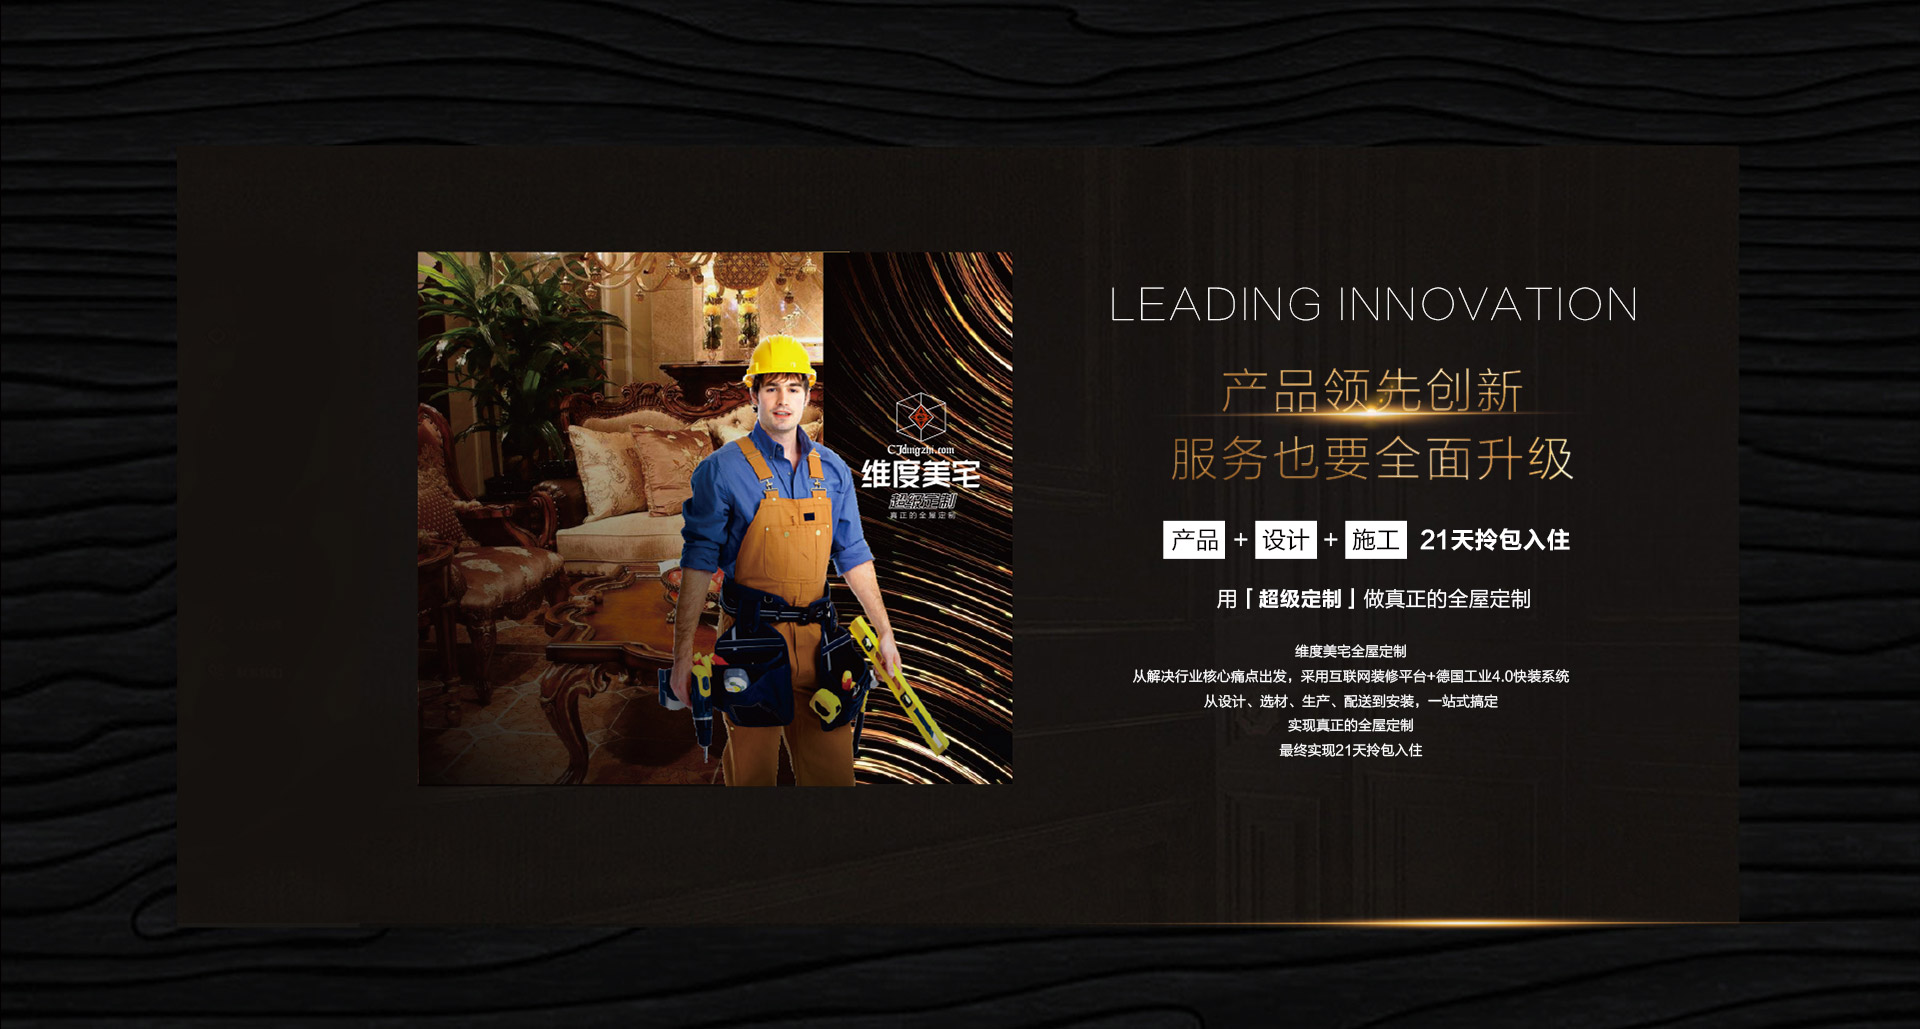 CJdingzhi.com
维度美宅
超级定制
真正的全屋定制
LEADING INNOVATION
产品领先创新
服务也要全面升级
产品 + 设计 + 施工 21天拎包入住
用「超级定制」做真正的全屋定制
维度美宅全屋定制
从解决行业核心痛点出发，采用互联网装修平台+德国工业4.0快装系统
从设计、选材、生产、配送到安装，一站式搞定
实现真正的全屋定制
最终实现21天拎包入住